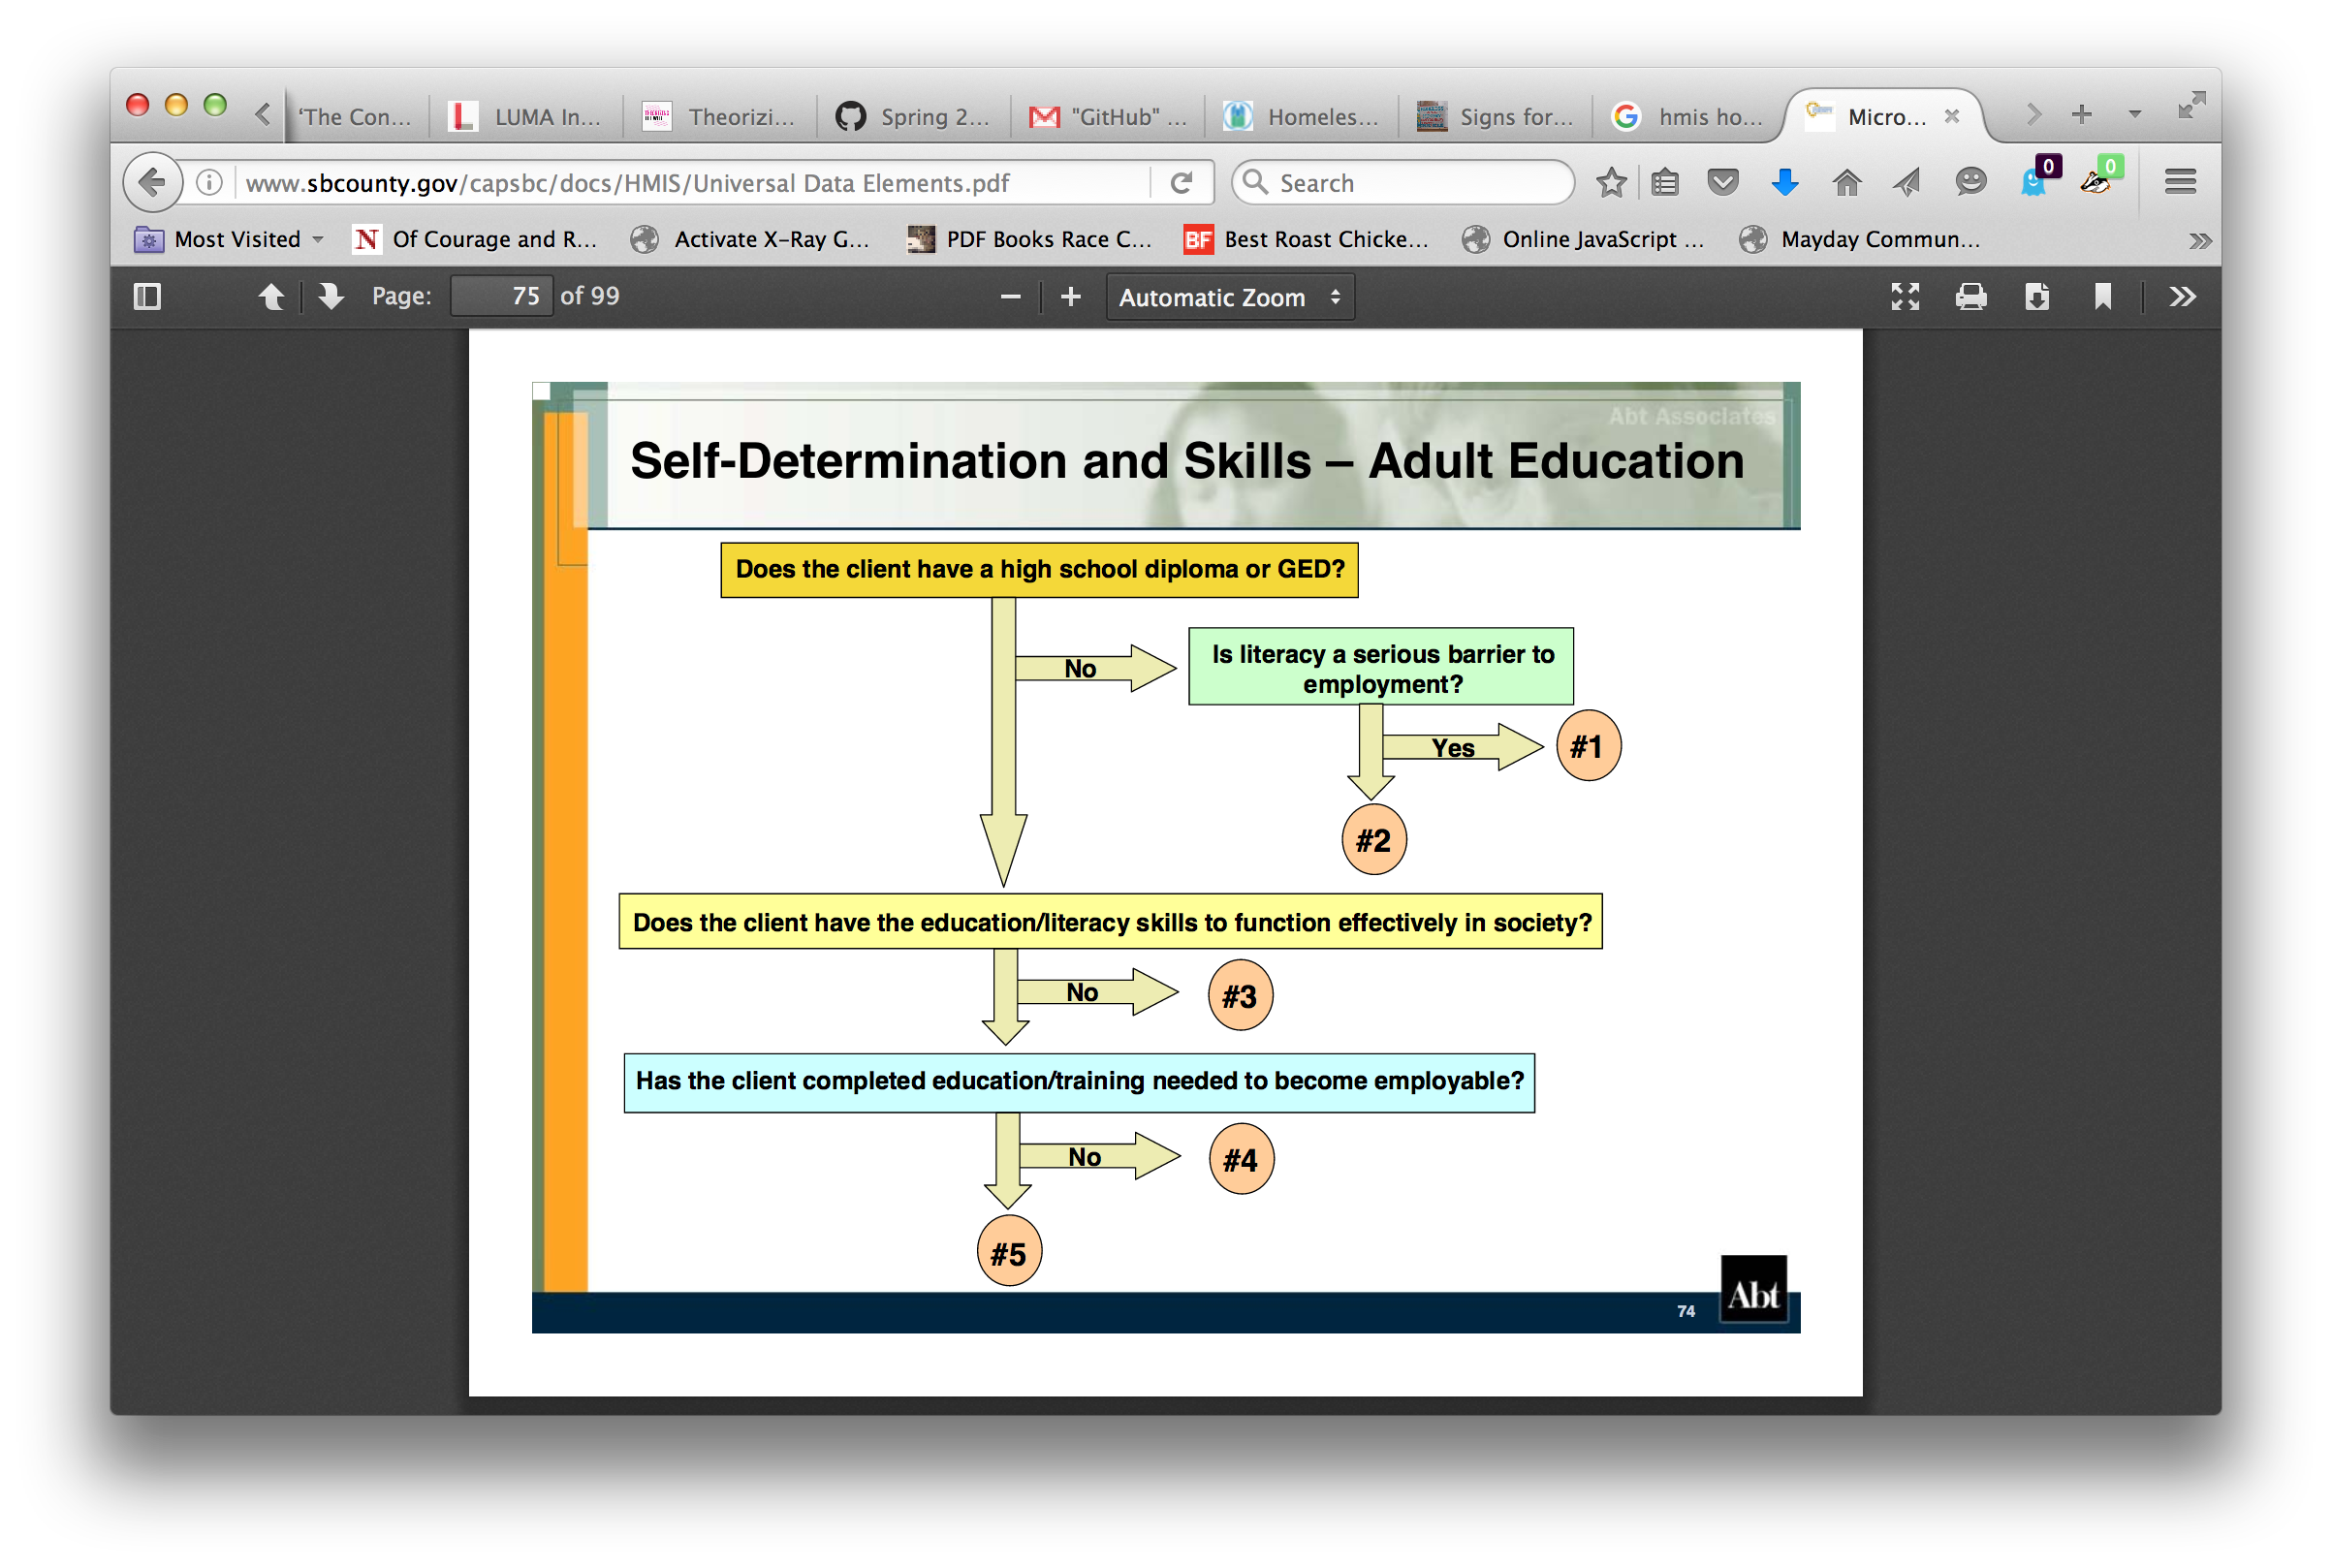 'The Con...
LUMA In...
Theorizi...
Spring 2...
"GitHub" ...
Homeles...
Signs for...
hmis ho...
Micro...
www.sbcounty.gov/capsbc/docs/HMIS/Universal Data Elements.pdf
Search
0
0
Most Visited
Of Courage and R...
Activate X-Ray G...
PDF Books Race C...
BF
Best Roast Chicke...
Online JavaScript ...
Mayday Commun...
Page: 75 of 99
Automatic Zoom
Abt Associates
Self-Determination and Skills – Adult Education
Does the client have a high school diploma or GED?
No
Is literacy a serious barrier to
employment?
Yes
#1
#2
Does the client have the education/literacy skills to function effectively in society?
No
#3
Has the client completed education/training needed to become employable?
No
#4
#5
74
Abt